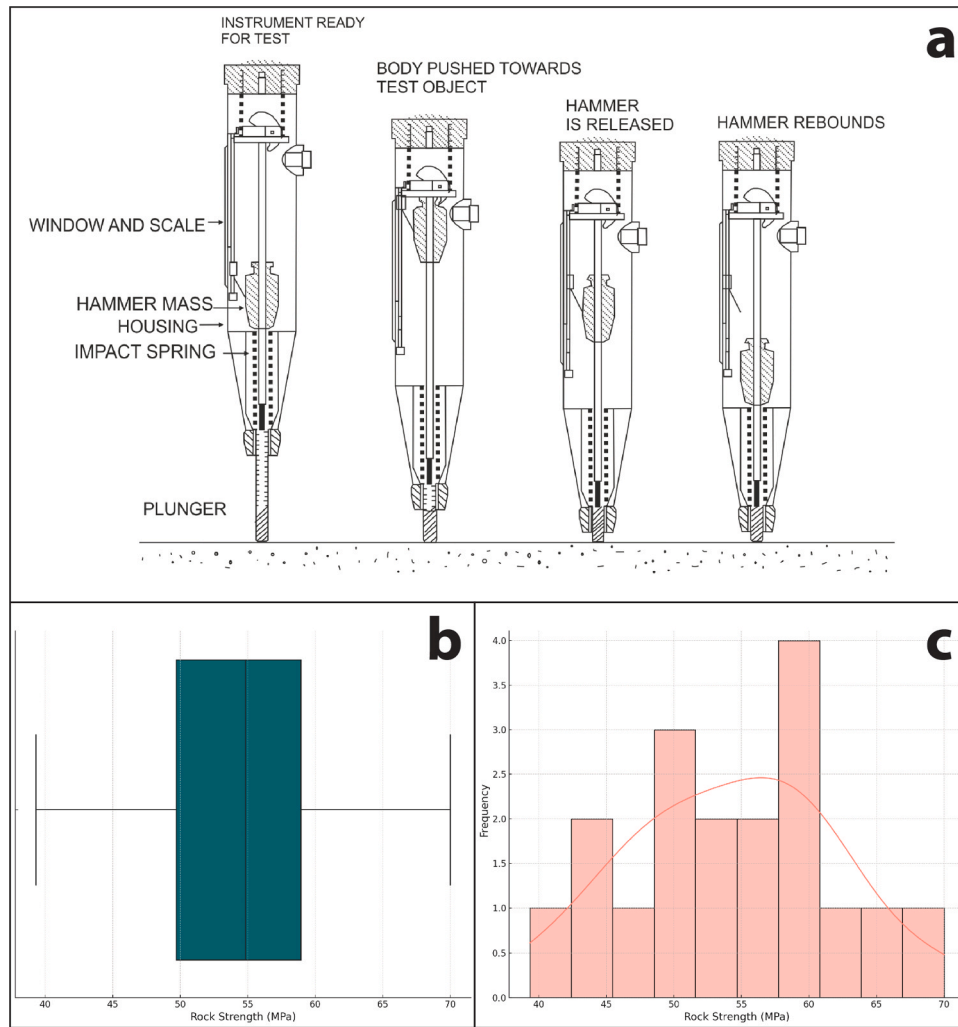 a
INSTRUMENT READY
FOR TEST
BODY PUSHED TOWARDS
TEST OBJECT
HAMMER
IS RELEASED
HAMMER REBOUNDS
WINDOW AND SCALE
HAMMER MASS
HOUSING
IMPACT SPRING
PLUNGER
b
40 45 50 55 60 65 70
Rock Strength (MPa)
c
Frequency
4.0
3.5
3.0
2.5
2.0
1.5
1.0
0.5
0.0
40 45 50 55 60 65 70
Rock Strength (MPa)